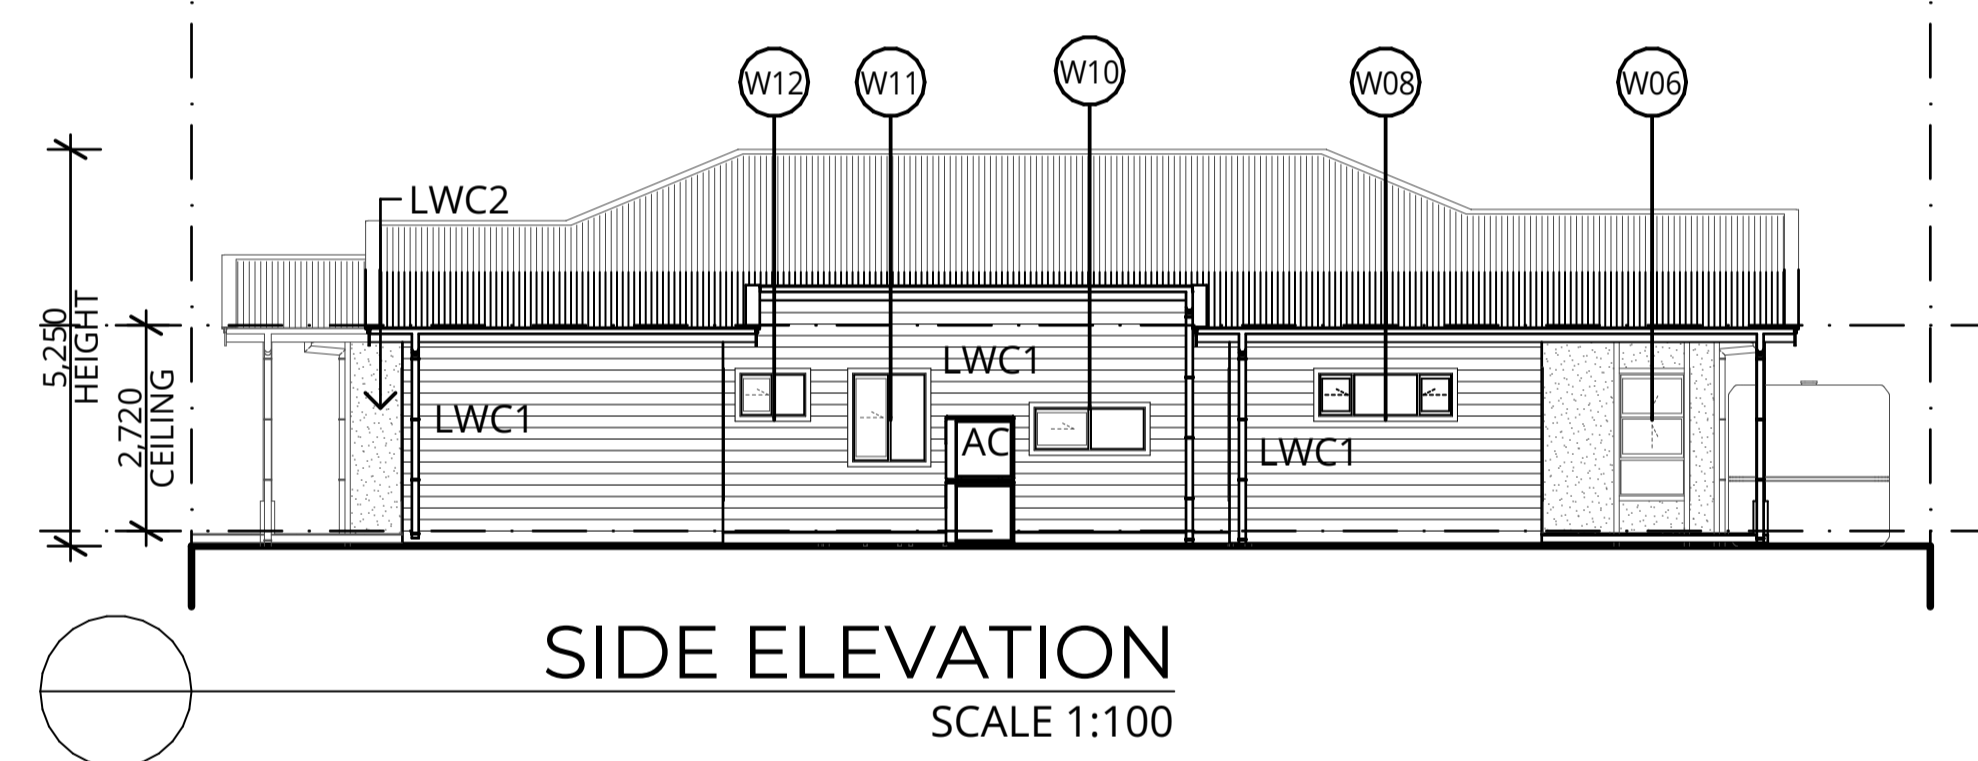 W12
W11
W10
W08
W06
LWC2
5,250
HEIGHT
2,720
CEILING
LWC1
LWC1
AC
LWC1
SIDE ELEVATION
SCALE 1:100